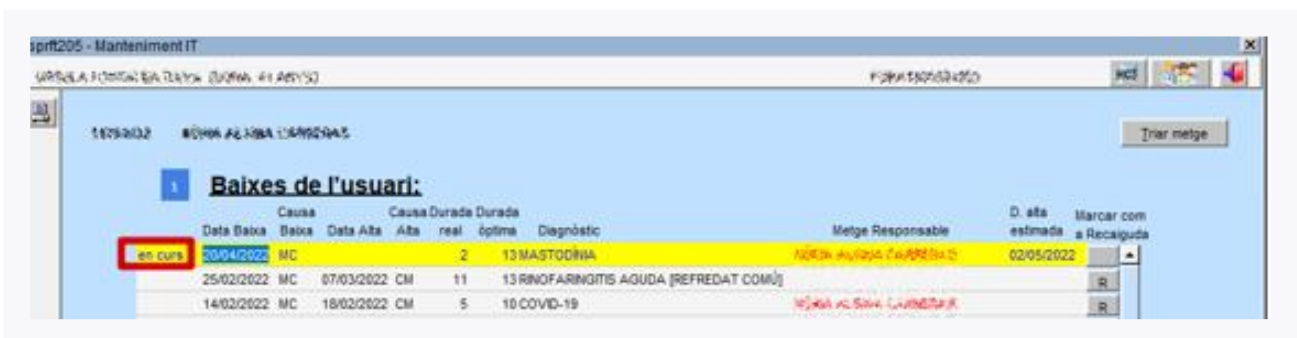 sprft205 - Manteniment IT
Triar metge
1 Baixes de l'usuari:
Data Baixa Causa Baixa Data Alta Causa Alta Durada real Durada òptima Diagnòstic Metge Responsable D. alta estimada Marcar com a Recaiguda
en curs 20/04/2022 MC 2 13 MASTODÍNIA 02/05/2022
25/02/2022 MC 07/03/2022 CM 11 13 RINOFARINGITIS AGUDA [REFREDAT COMÚ] R
14/02/2022 MC 18/02/2022 CM 5 10 COVID-19 R